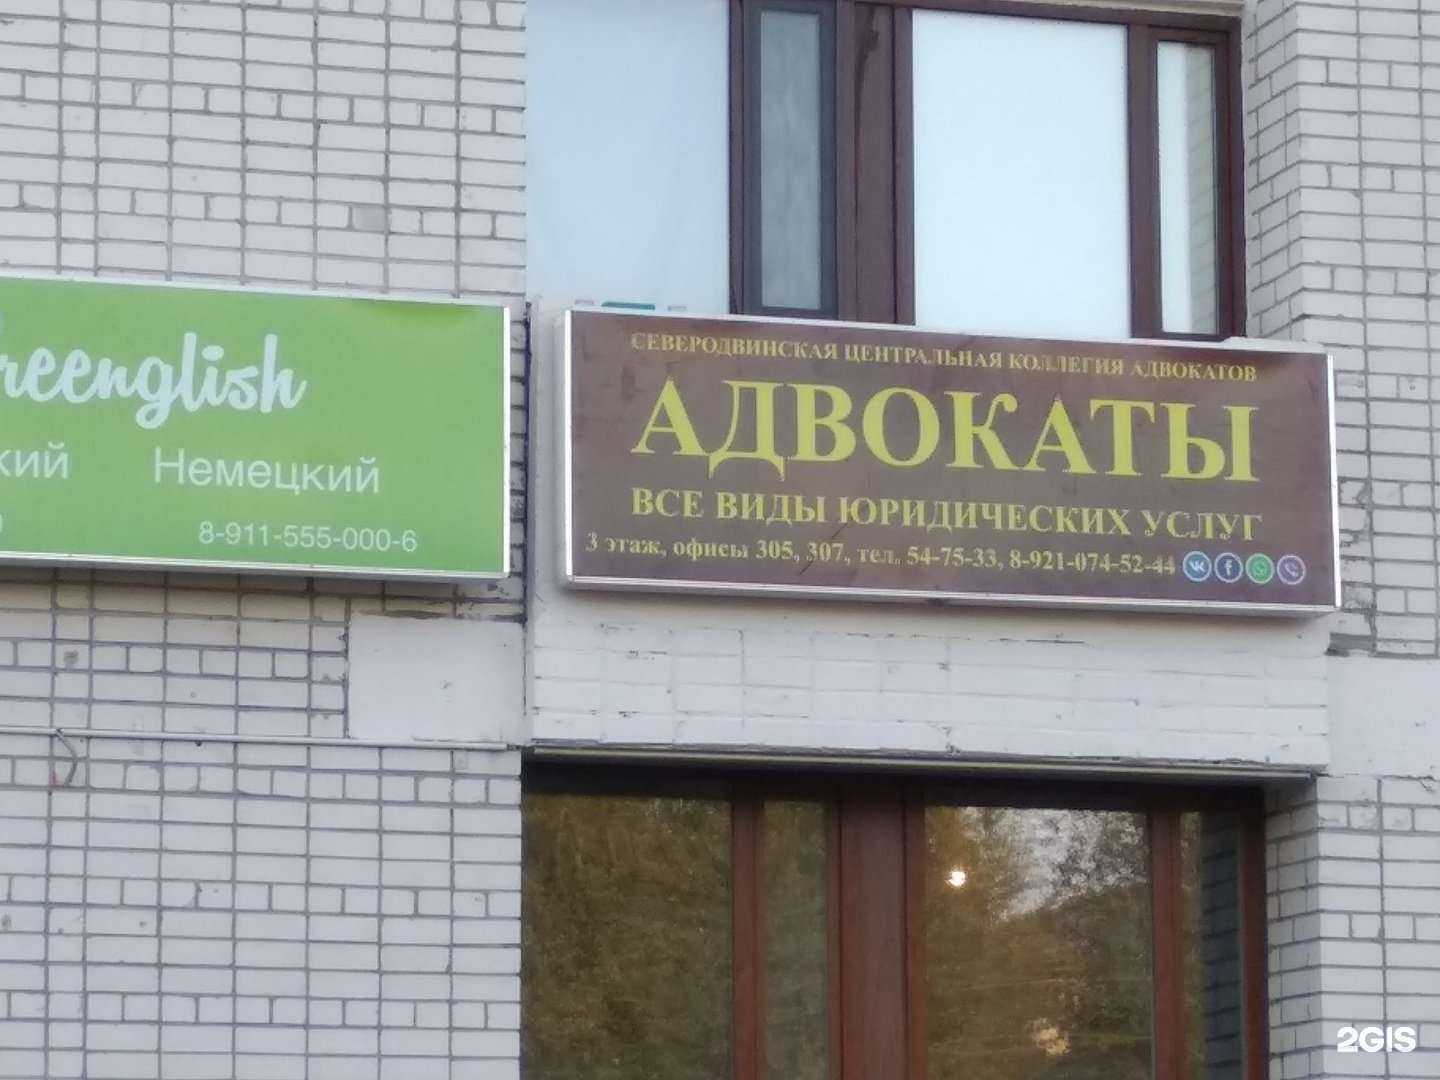 reenglish
кий Немецкий
8-911-555-000-6
СЕВЕРОДВИНСКАЯ ЦЕНТРАЛЬНАЯ КОЛЛЕГИЯ АДВОКАТОВ
АДВОКАТЫ
ВСЕ ВИДЫ ЮРИДИЧЕСКИХ УСЛУГ
3 этаж, офисы 305, 307, тел. 54-75-33, 8-921-074-52-44
2GIS